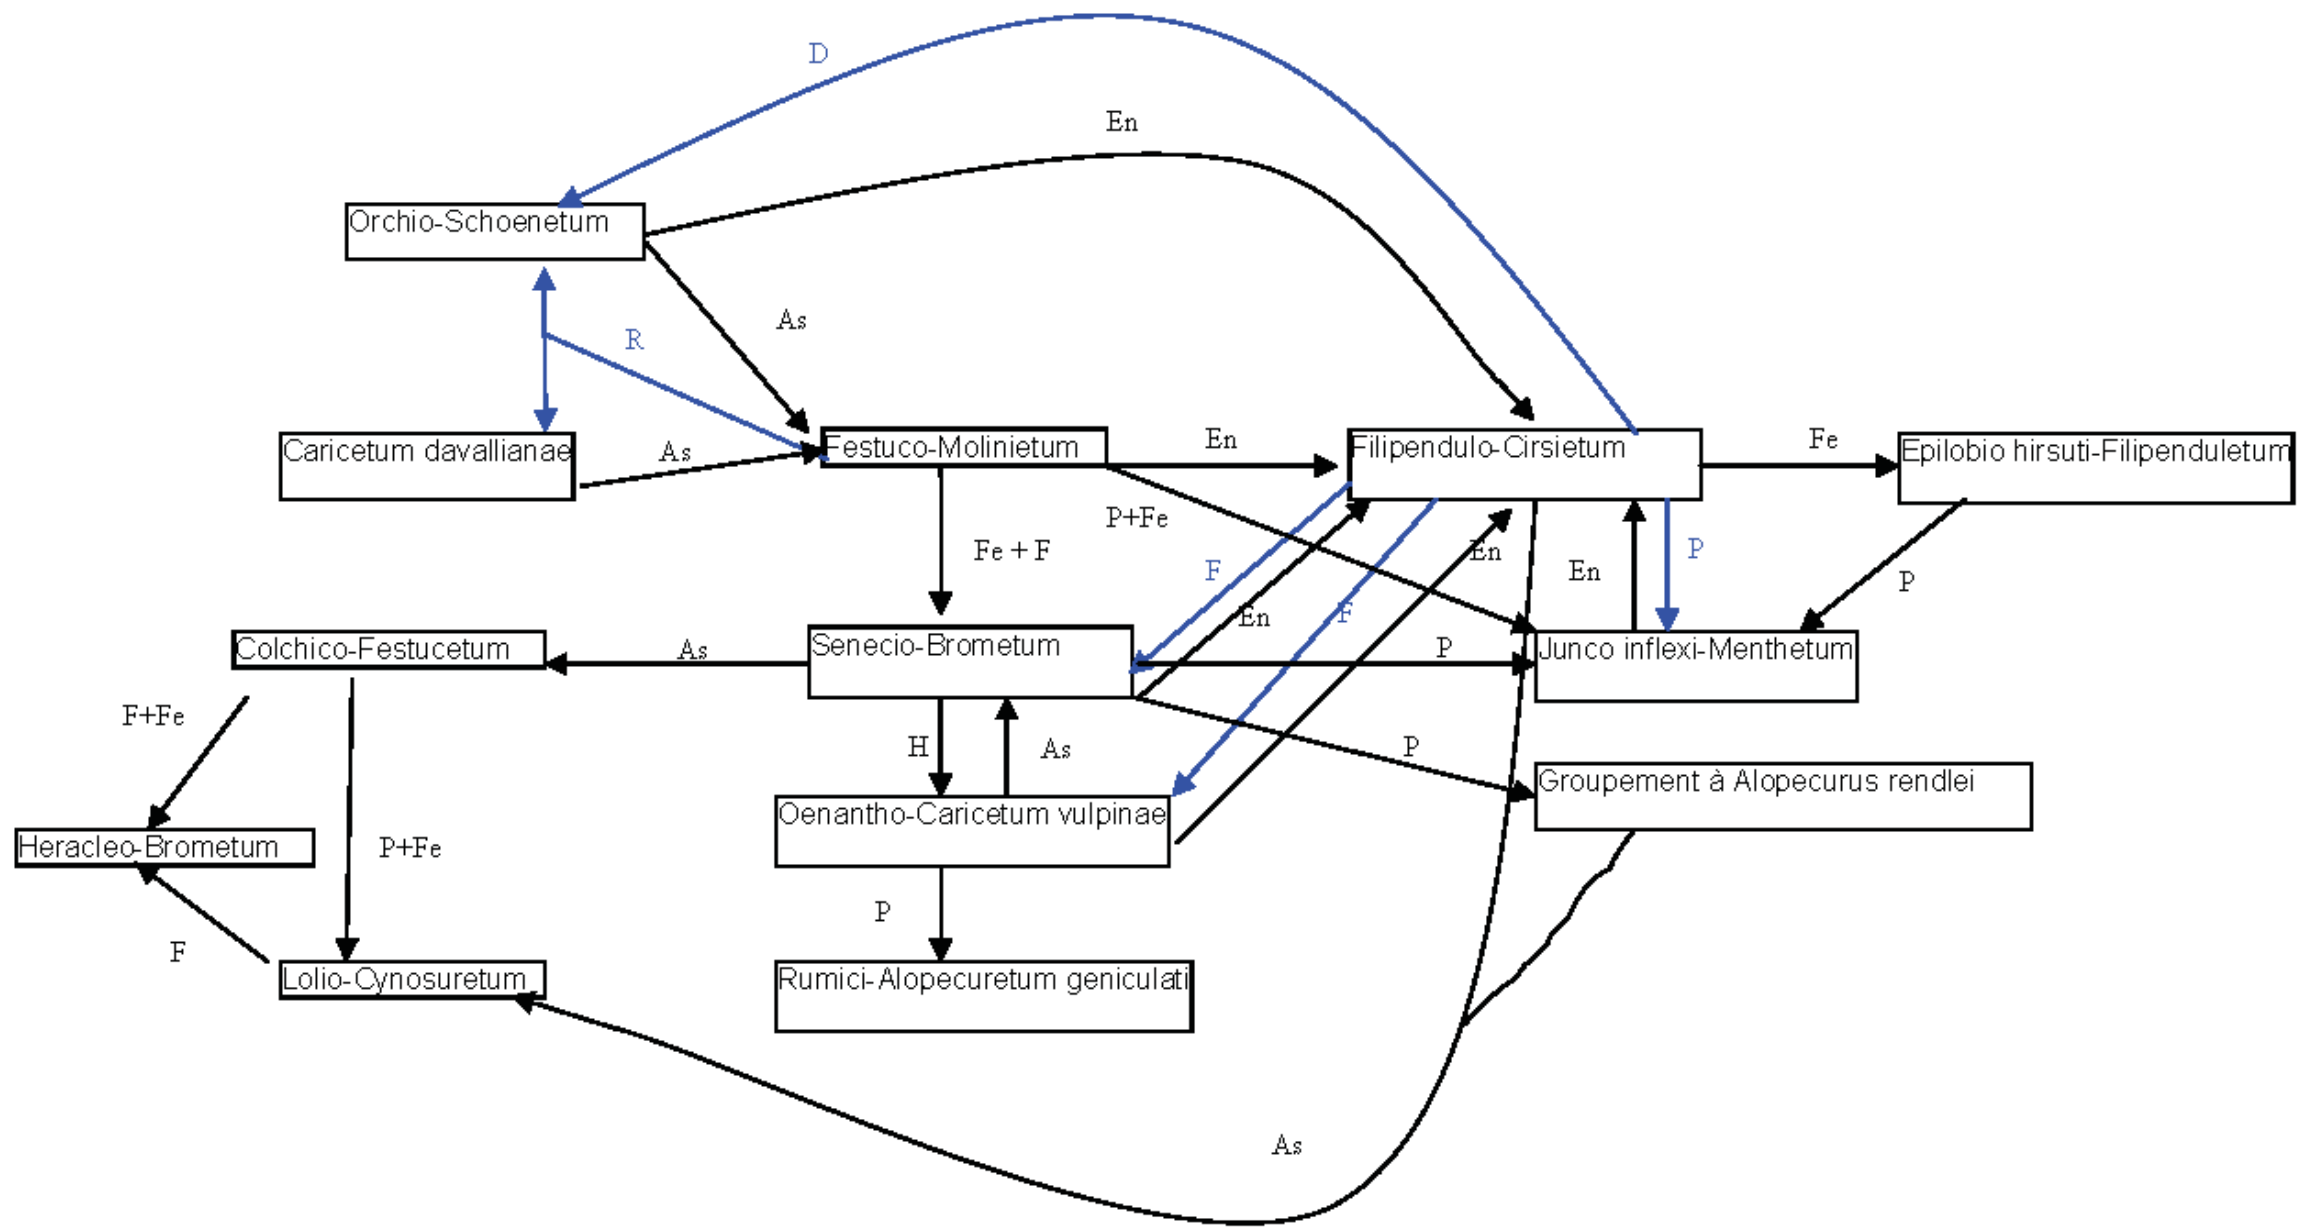 D
En
Orchio-Schoenetum
As
R
Caricetum davallianae
As
Festuco-Molinietum
En
Filipendulo-Cirsietum
Fe
Epilobio hirsuti-Filipenduletum
P+Fe
Fe + F
F
En
En
P
P
En
F
Colchico-Festucetum
As
Senecio-Brometum
P
Junco inflexi-Menthetum
F+Fe
H
As
P
Groupement à Alopecurus rendlei
Oenantho-Caricetum vulpinae
Heracleo-Brometum
P+Fe
P
F
Lolio-Cynosuretum
Rumici-Alopecuretum geniculati
As